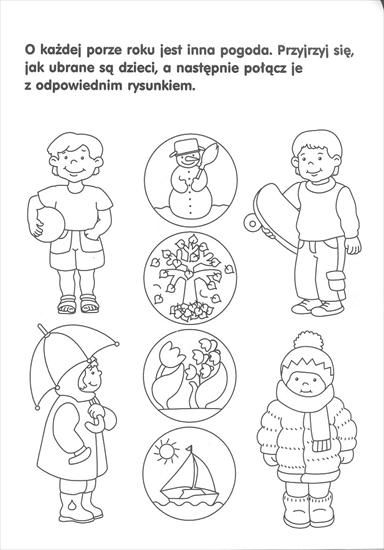 O każdej porze roku jest inna pogoda. Przyjrzyj się,
jak ubrane są dzieci, a następnie połącz je
z odpowiednim rysunkiem.